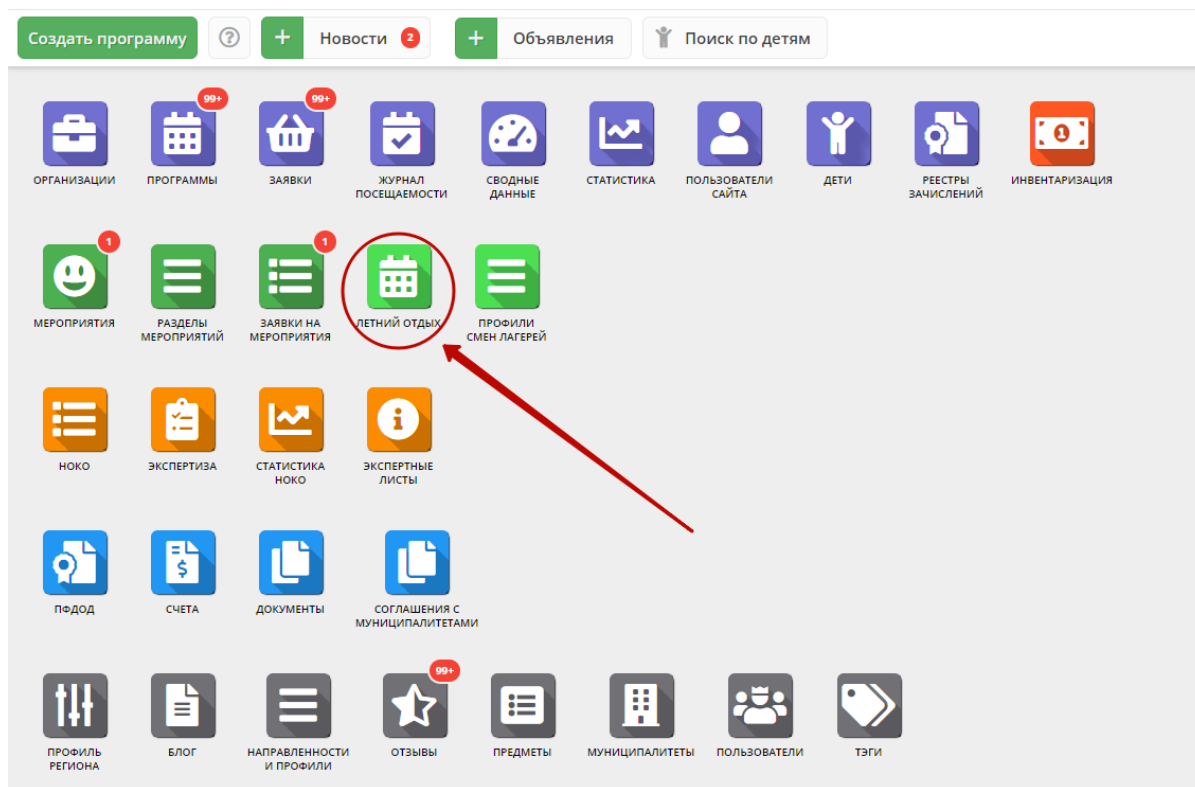 Создать программу ? + Новости 2 + Объявления Поиск по детям
99+ 99+
ОРГАНИЗАЦИИ ПРОГРАММЫ ЗАЯВКИ ЖУРНАЛ СВОДНЫЕ СТАТИСТИКА ПОЛЬЗОВАТЕЛИ ДЕТИ РЕЕСТРЫ ИНВЕНТАРИЗАЦИЯ
ПОСЕЩАЕМОСТИ ДАННЫЕ САЙТА ЗАЧИСЛЕНИЙ
1 1
МЕРОПРИЯТИЯ РАЗДЕЛЫ ЗАЯВКИ НА ЛЕТНИЙ ОТДЫХ ПРОФИЛИ
МЕРОПРИЯТИЙ МЕРОПРИЯТИЯ СМЕН ЛАГЕРЕЙ
НОКО ЭКСПЕРТИЗА СТАТИСТИКА ЭКСПЕРТНЫЕ
НОКО ЛИСТЫ
ПФДОД СЧЕТА ДОКУМЕНТЫ СОГЛАШЕНИЯ С
МУНИЦИПАЛИТЕТАМИ
99+
ПРОФИЛЬ БЛОГ НАПРАВЛЕННОСТИ ОТЗЫВЫ ПРЕДМЕТЫ МУНИЦИПАЛИТЕТЫ ПОЛЬЗОВАТЕЛИ ТЭГИ
РЕГИОНА И ПРОФИЛИ